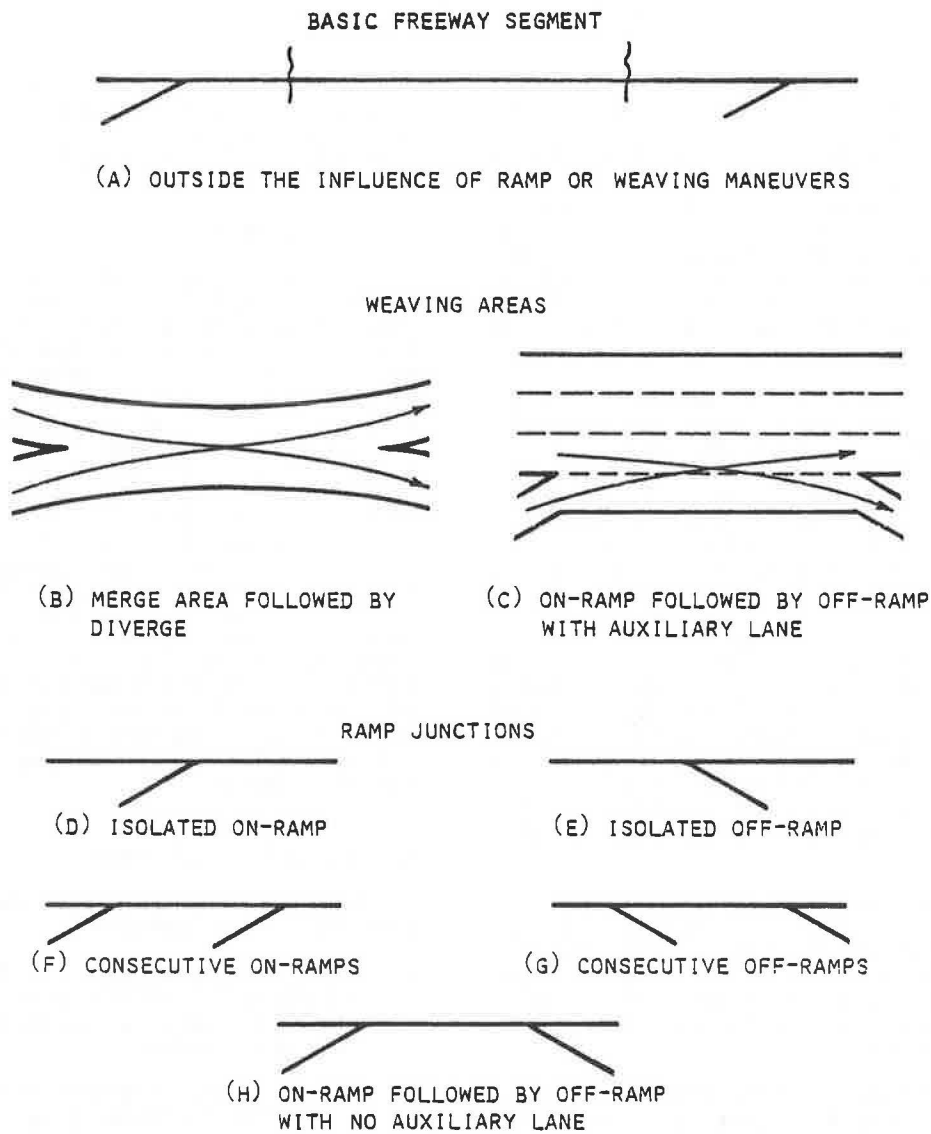 BASIC FREEWAY SEGMENT
(A) OUTSIDE THE INFLUENCE OF RAMP OR WEAVING MANEUVERS
WEAVING AREAS
(B) MERGE AREA FOLLOWED BY
DIVERGE
(C) ON-RAMP FOLLOWED BY OFF-RAMP
WITH AUXILIARY LANE
RAMP JUNCTIONS
(D) ISOLATED ON-RAMP
(E) ISOLATED OFF-RAMP
(F) CONSECUTIVE ON-RAMPS
(G) CONSECUTIVE OFF-RAMPS
(H) ON-RAMP FOLLOWED BY OFF-RAMP
WITH NO AUXILIARY LANE